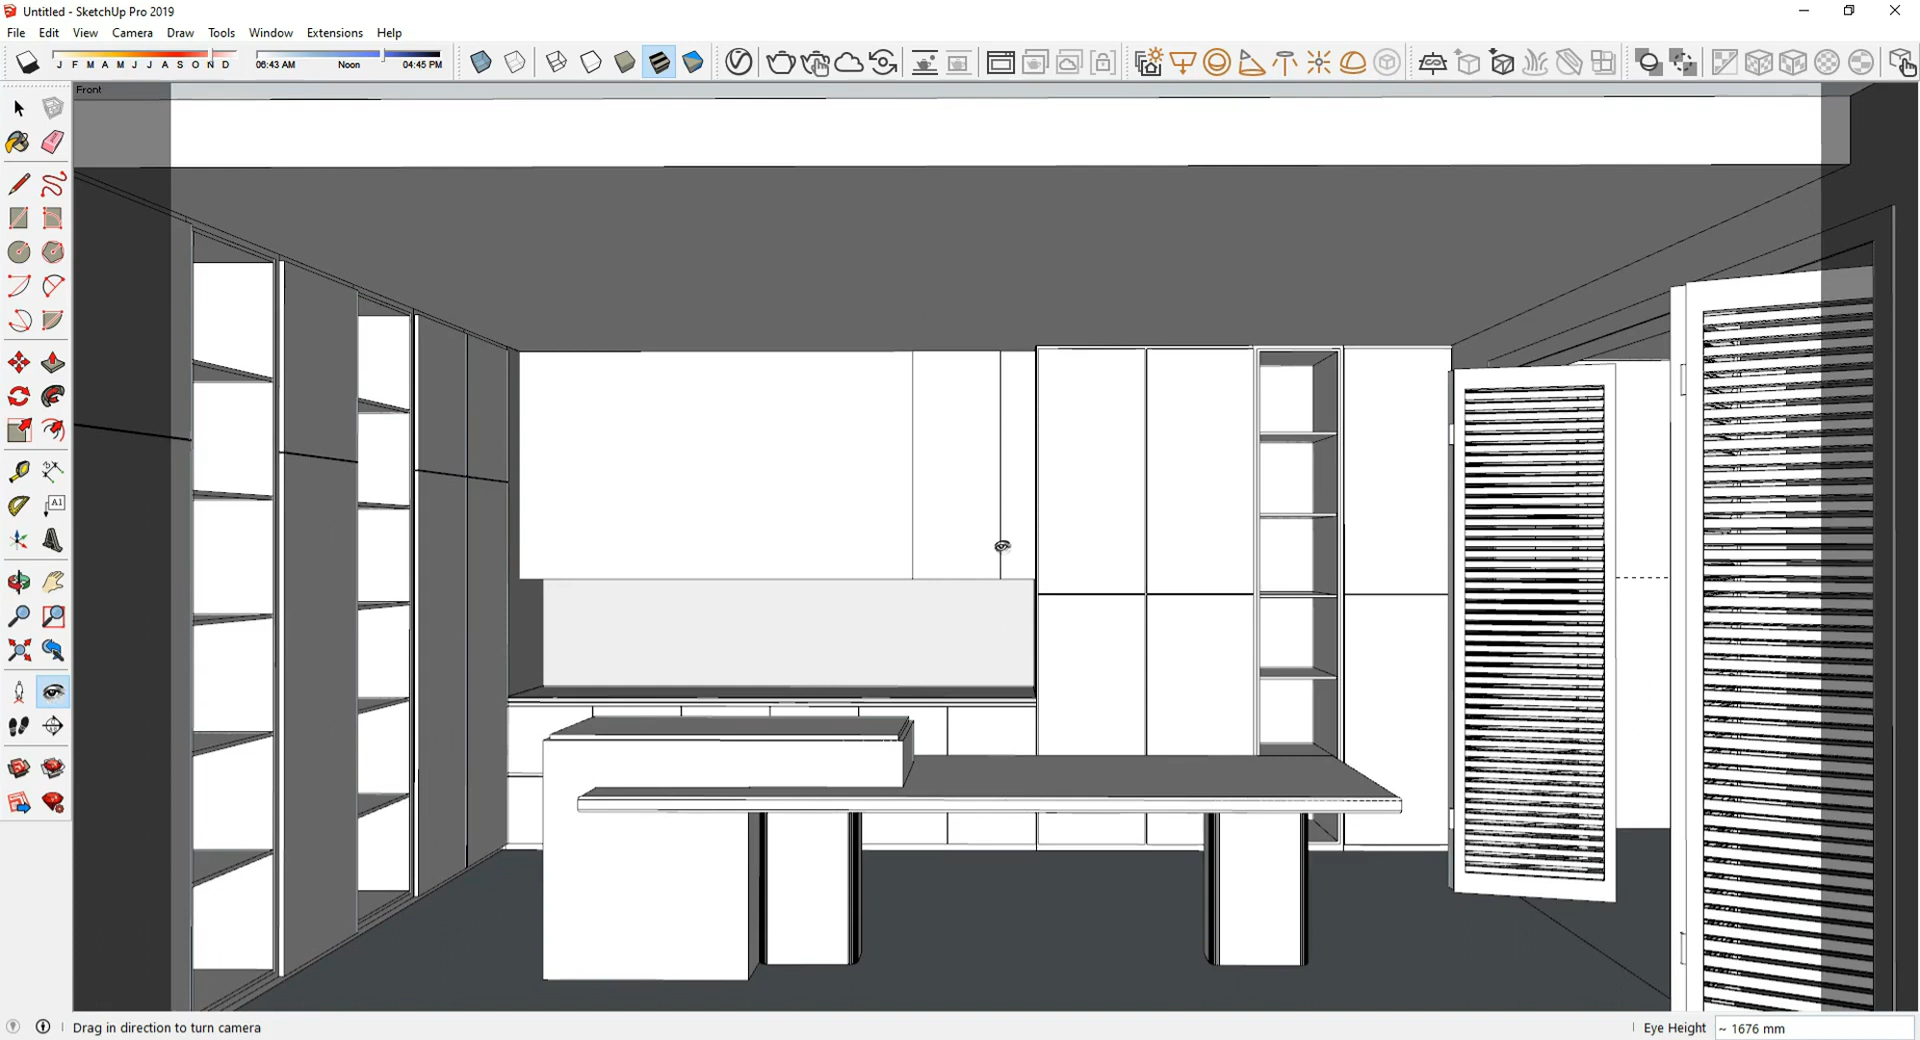 Untitled - SketchUp Pro 2019
File Edit View Camera Draw Tools Window Extensions Help
J F M A M J J A S O N D
06:43 AM Noon 04:45 PM
Front
A1
Drag in direction to turn camera
Eye Height ~ 1676 mm